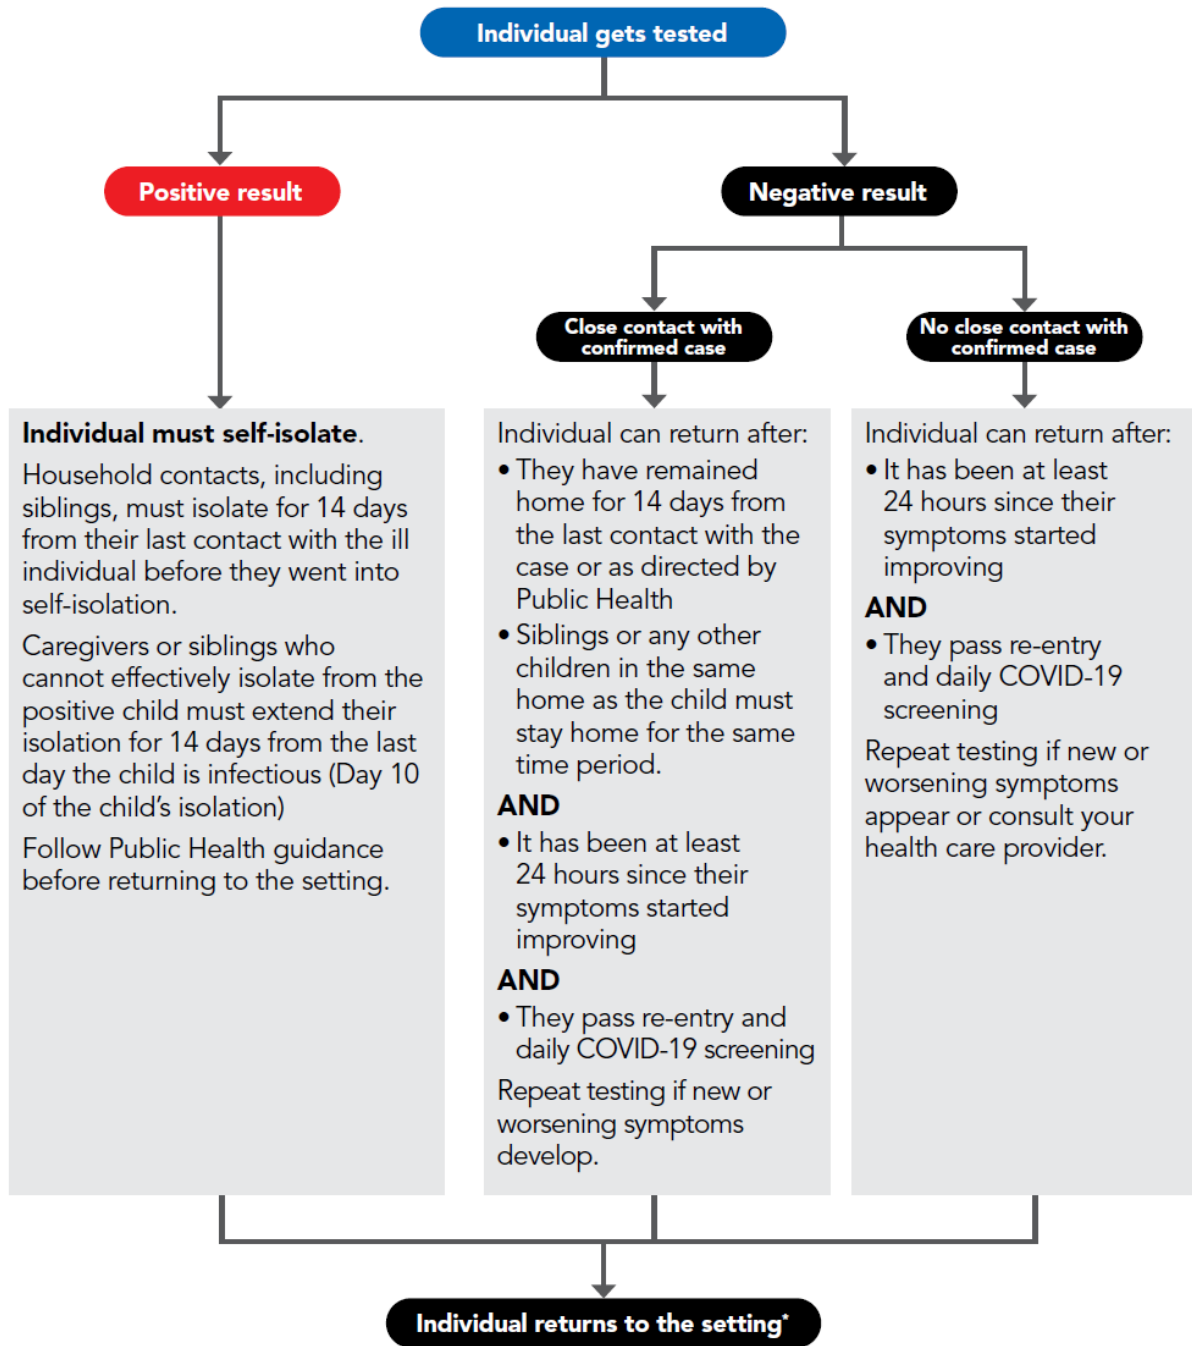 Individual gets tested
Positive result
Negative result
Close contact with
confirmed case
No close contact with
confirmed case
Individual must self-isolate.
Household contacts, including
siblings, must isolate for 14 days
from their last contact with the ill
individual before they went into
self-isolation.
Caregivers or siblings who
cannot effectively isolate from the
positive child must extend their
isolation for 14 days from the last
day the child is infectious (Day 10
of the child's isolation)
Follow Public Health guidance
before returning to the setting.
Individual can return after:
• They have remained
home for 14 days from
the last contact with the
case or as directed by
Public Health
• Siblings or any other
children in the same
home as the child must
stay home for the same
time period.
AND
• It has been at least
24 hours since their
symptoms started
improving
AND
• They pass re-entry and
daily COVID-19 screening
Repeat testing if new or
worsening symptoms
develop.
Individual can return after:
• It has been at least
24 hours since their
symptoms started
improving
AND
• They pass re-entry
and daily COVID-19
screening
Repeat testing if new or
worsening symptoms
appear or consult your
health care provider.
Individual returns to the setting*